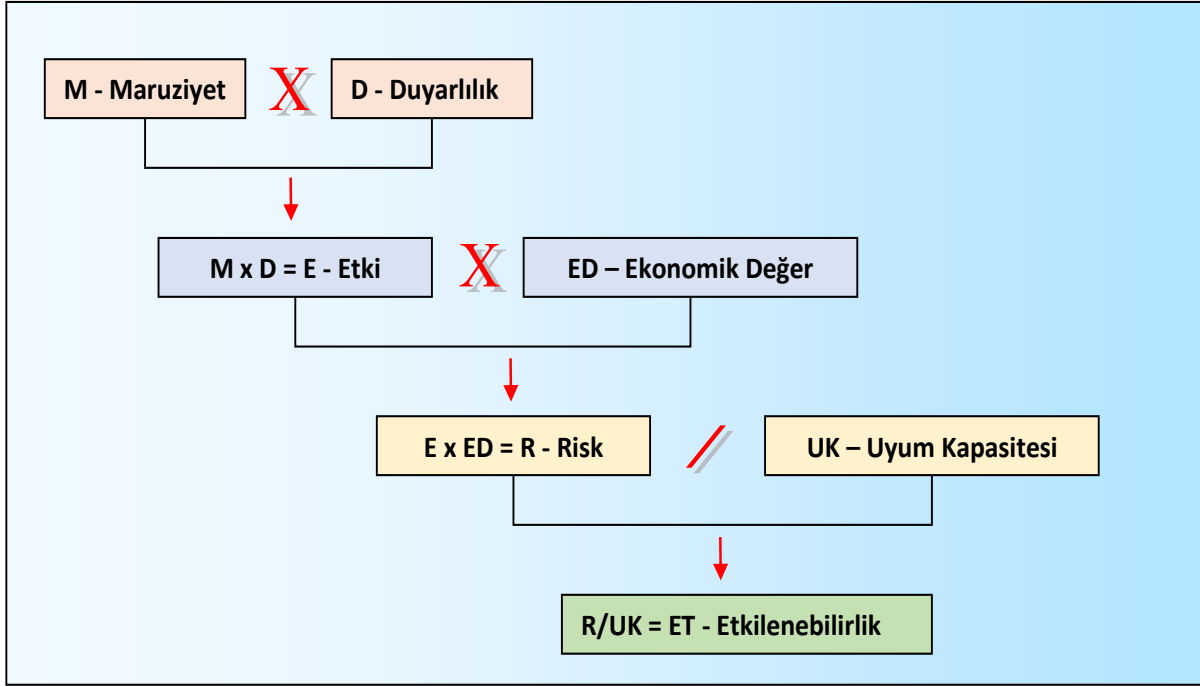 M - Maruziyet X D - Duyarlılık
M x D = E - Etki X ED – Ekonomik Değer
E x ED = R - Risk / UK – Uyum Kapasitesi
R/UK = ET - Etkilenebilirlik